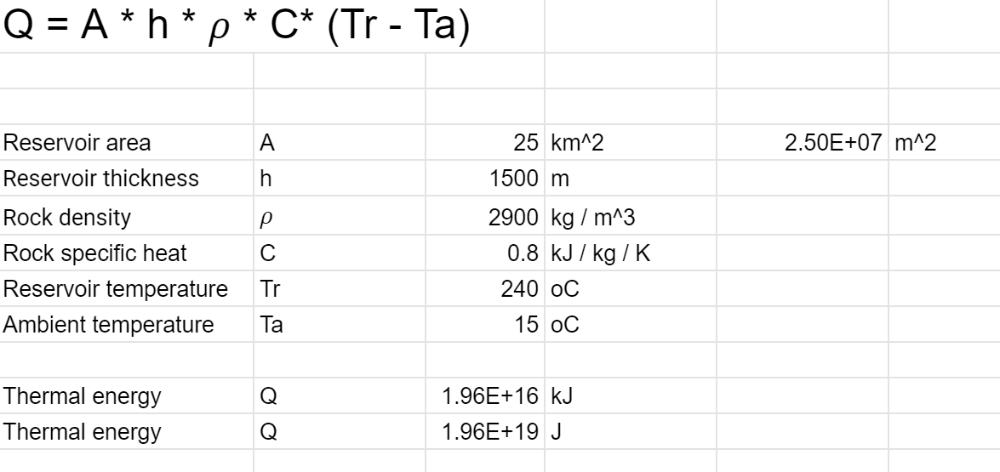 Q = A * h * ρ * C* (Tr - Ta)
Reservoir area A 25 km^2 2.50E+07 m^2
Reservoir thickness h 1500 m
Rock density ρ 2900 kg / m^3
Rock specific heat C 0.8 kJ / kg / K
Reservoir temperature Tr 240 oC
Ambient temperature Ta 15 oC
Thermal energy Q 1.96E+16 kJ
Thermal energy Q 1.96E+19 J